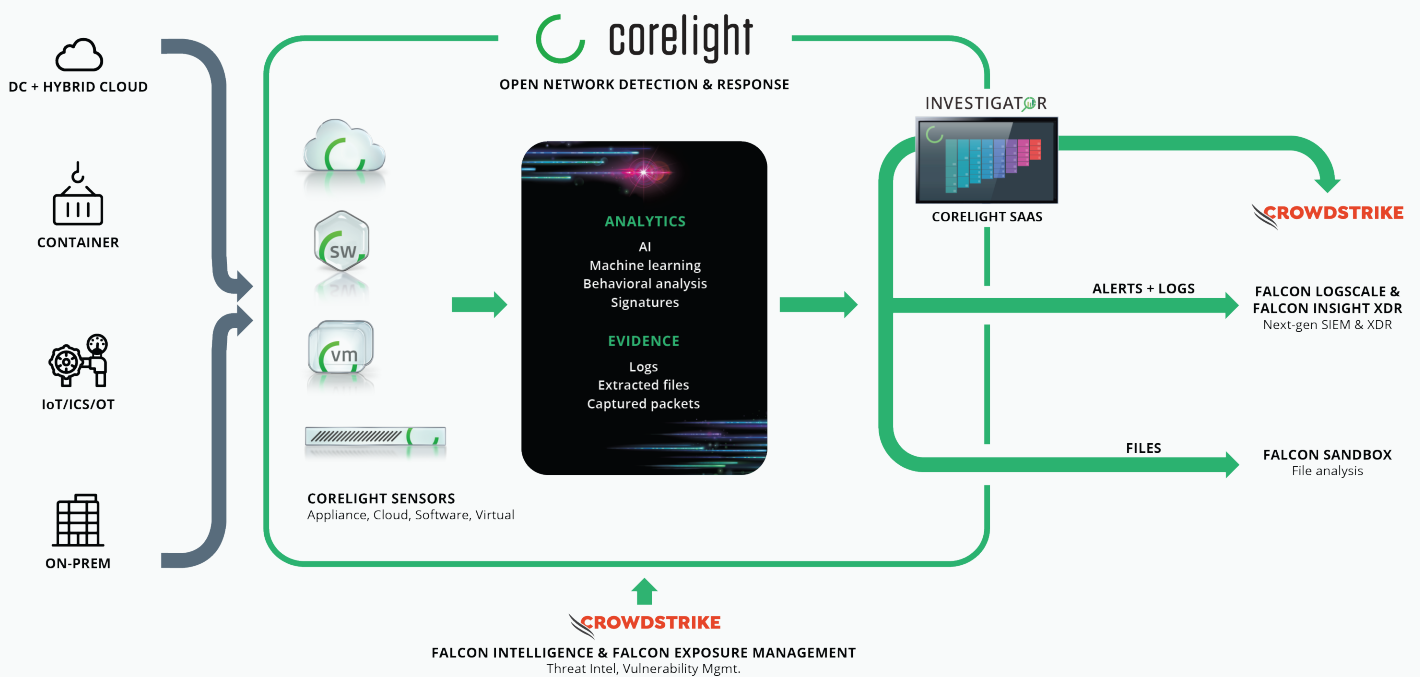 corelight
OPEN NETWORK DETECTION & RESPONSE
DC + HYBRID CLOUD
CONTAINER
IoT/ICS/OT
ON-PREM
sw
vm
CORELIGHT SENSORS
Appliance, Cloud, Software, Virtual
ANALYTICS
AI
Machine learning
Behavioral analysis
Signatures
EVIDENCE
Logs
Extracted files
Captured packets
INVESTIGATOR
CORELIGHT SAAS
CROWDSTRIKE
ALERTS + LOGS
FALCON LOGSCALE &
FALCON INSIGHT XDR
Next-gen SIEM & XDR
FILES
FALCON SANDBOX
File analysis
CROWDSTRIKE
FALCON INTELLIGENCE & FALCON EXPOSURE MANAGEMENT
Threat Intel, Vulnerability Mgmt.